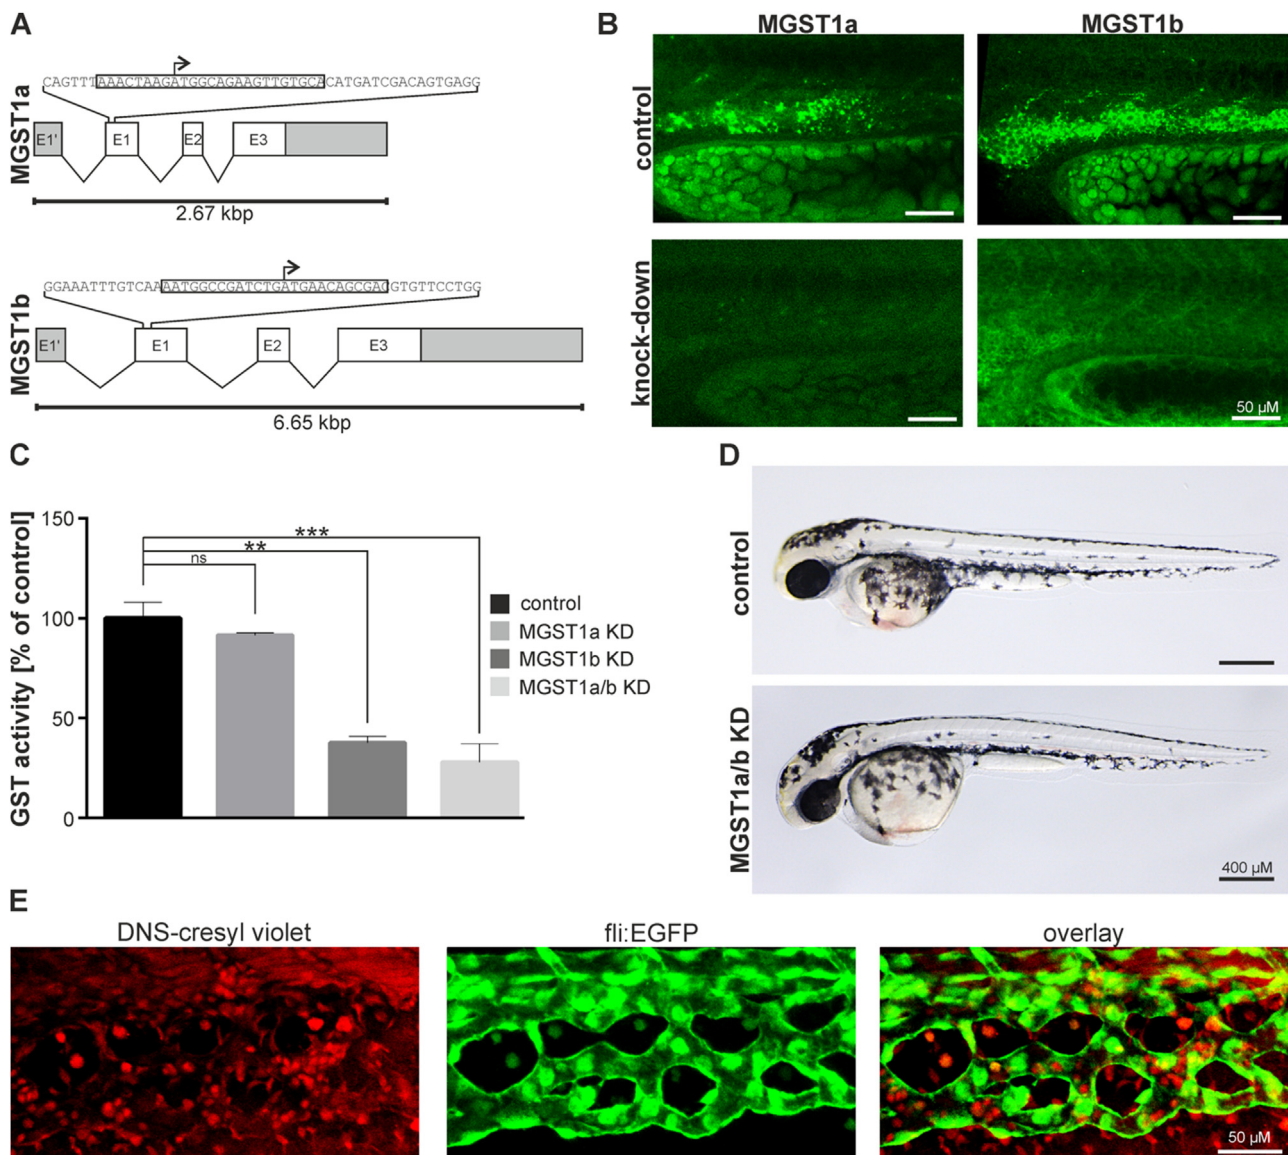 A
CAGTTTAAACTAAGATGGCAGAAGTTGTGCACATGATCGACAGTGAGG
MGST1a
E1'
E1
E2
E3
2.67 kbp
GGAAATTTGTCAAAATGGCCGATCTGATGAACAGCGACGTGTTCCTGG
MGST1b
E1'
E1
E2
E3
6.65 kbp
B
MGST1a
MGST1b
control
knock-down
50 µM
C
GST activity [% of control]
150
100
50
0
***
**
ns
control
MGST1a KD
MGST1b KD
MGST1a/b KD
D
control
MGST1a/b KD
400 µM
E
DNS-cresyl violet
fli:EGFP
overlay
50 µM